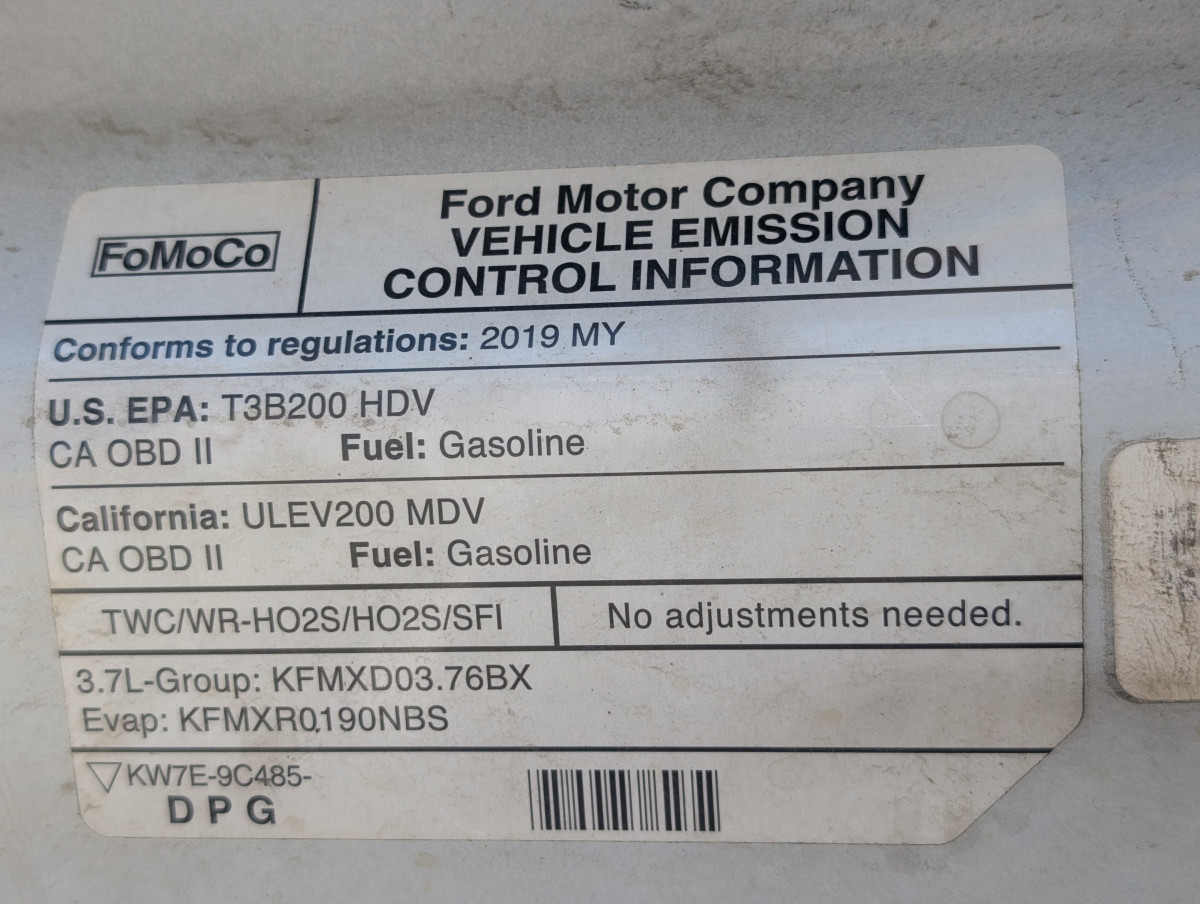 FoMoCo
Ford Motor Company
VEHICLE EMISSION
CONTROL INFORMATION
Conforms to regulations: 2019 MY
U.S. EPA: T3B200 HDV
CA OBD II Fuel: Gasoline
California: ULEV200 MDV
CA OBD II Fuel: Gasoline
TWC/WR-HO2S/HO2S/SFI
No adjustments needed.
3.7L-Group: KFMXD03.76BX
Evap: KFMXR0190NBS
KW7E-9C485-
D P G